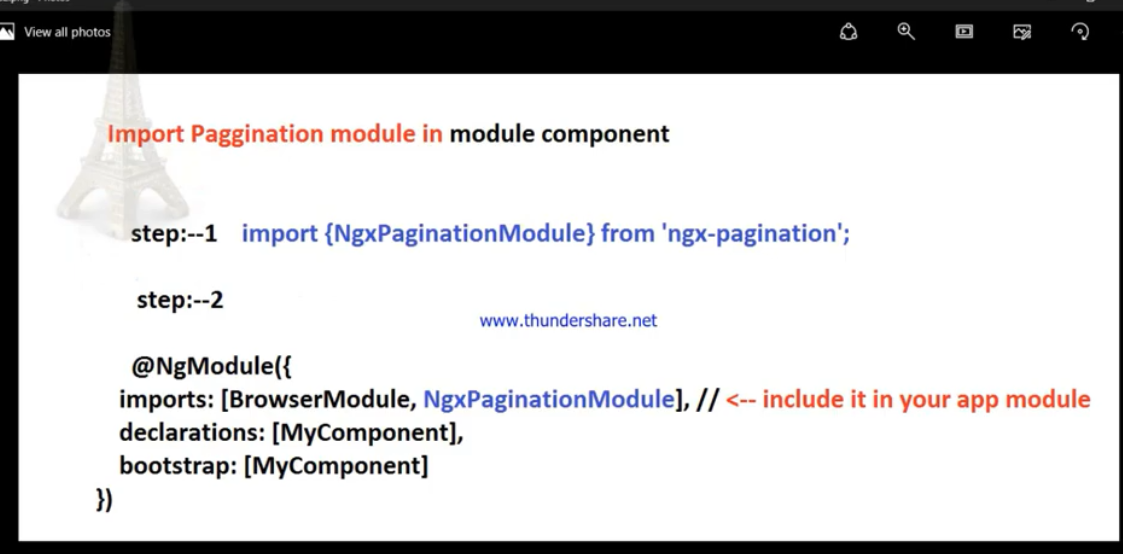 View all photos
Import Paggination module in module component
step:--1 import {NgxPaginationModule} from 'ngx-pagination';
step:--2
www.thundershare.net
@NgModule({
imports: [BrowserModule, NgxPaginationModule], // <-- include it in your app module
declarations: [MyComponent],
bootstrap: [MyComponent]
})